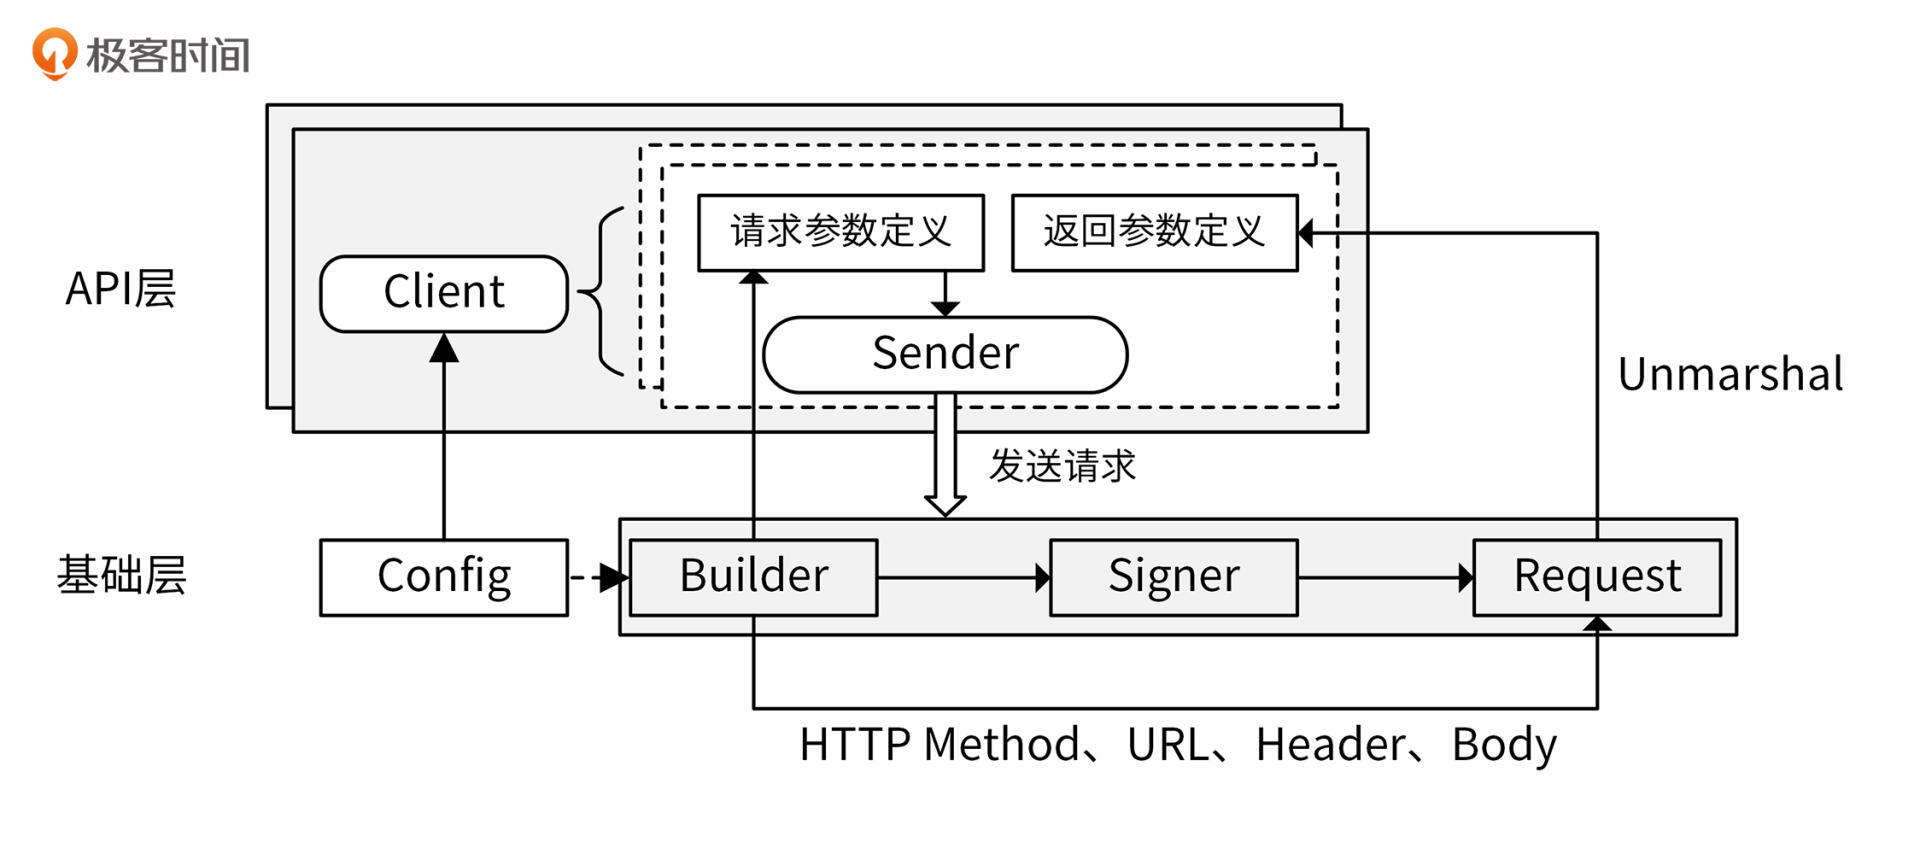 极客时间
请求参数定义
返回参数定义
API层
Client
Sender
Unmarshal
发送请求
基础层
Config
Builder
Signer
Request
HTTP Method、URL、Header、Body